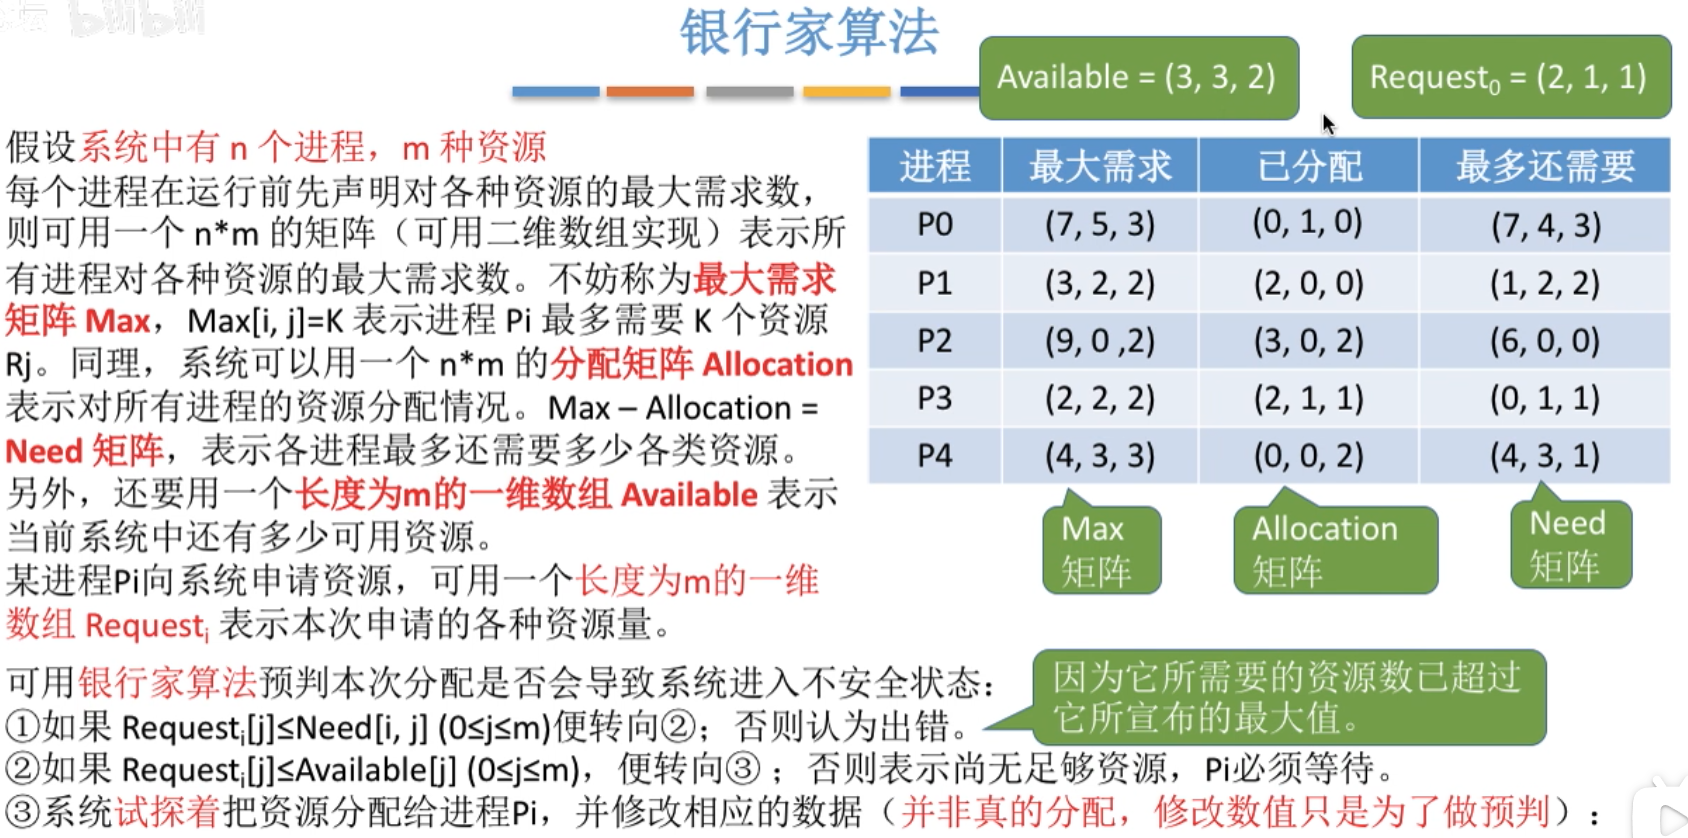 bilibili
银行家算法
Available = (3, 3, 2)
Request0 = (2, 1, 1)
假设系统中有 n 个进程，m 种资源
每个进程在运行前先声明对各种资源的最大需求数，
则可用一个 n*m 的矩阵（可用二维数组实现）表示所
有进程对各种资源的最大需求数。不妨称为最大需求
矩阵 Max，Max[i, j]=K 表示进程 Pi 最多需要 K 个资源
Rj。同理，系统可以用一个 n*m 的分配矩阵 Allocation
表示对所有进程的资源分配情况。Max – Allocation =
Need 矩阵，表示各进程最多还需要多少各类资源。
另外，还要用一个长度为m的一维数组 Available 表示
当前系统中还有多少可用资源。
某进程Pi向系统申请资源，可用一个长度为m的一维
数组 Requesti 表示本次申请的各种资源量。
进程 最大需求 已分配 最多还需要
P0 (7, 5, 3) (0, 1, 0) (7, 4, 3)
P1 (3, 2, 2) (2, 0, 0) (1, 2, 2)
P2 (9, 0 ,2) (3, 0, 2) (6, 0, 0)
P3 (2, 2, 2) (2, 1, 1) (0, 1, 1)
P4 (4, 3, 3) (0, 0, 2) (4, 3, 1)
Max
矩阵
Allocation
矩阵
Need
矩阵
可用银行家算法预判本次分配是否会导致系统进入不安全状态：
①如果 Requesti[j]≤Need[i, j] (0≤j≤m)便转向②；否则认为出错。
因为它所需要的资源数已超过
它所宣布的最大值。
②如果 Requesti[j]≤Available[j] (0≤j≤m)，便转向③ ；否则表示尚无足够资源，Pi必须等待。
③系统试探着把资源分配给进程Pi，并修改相应的数据（并非真的分配，修改数值只是为了做预判）：